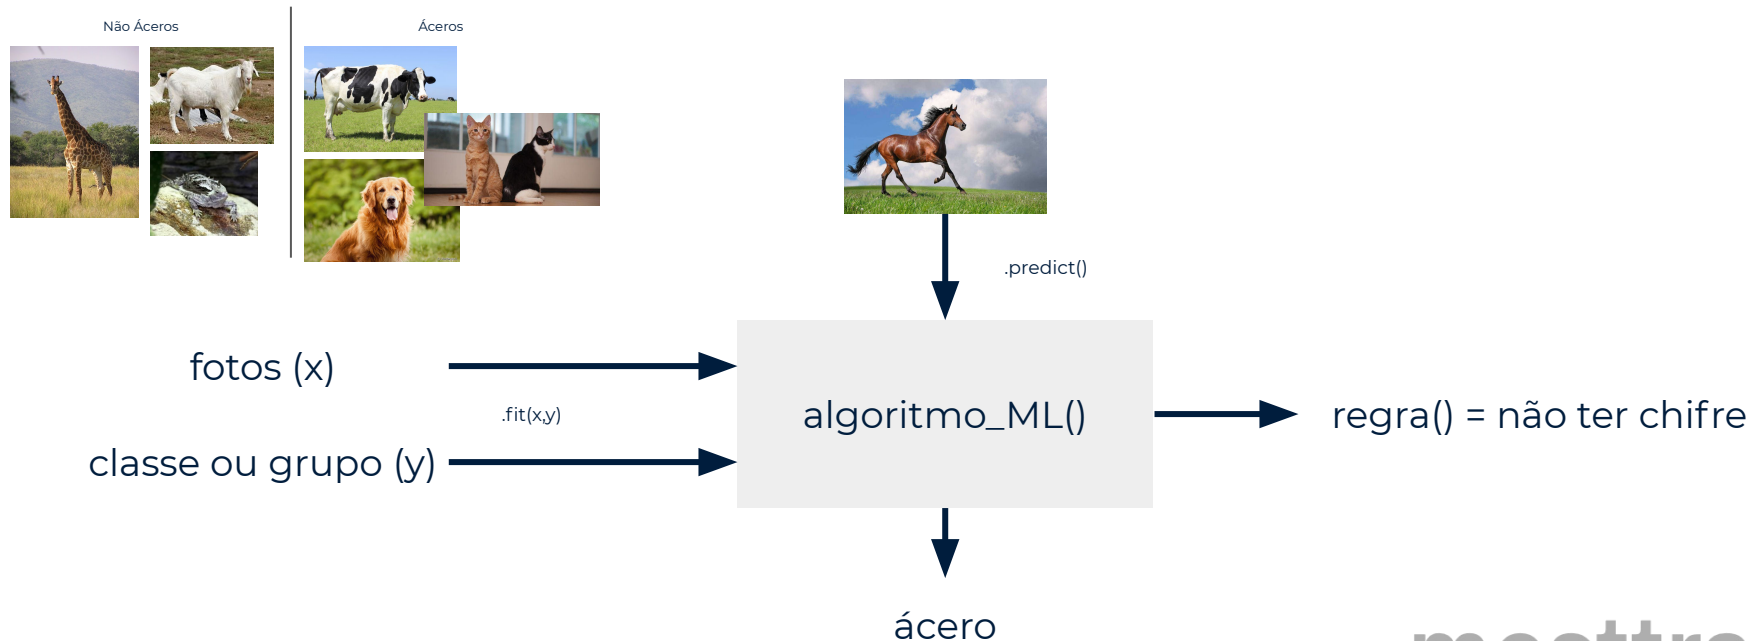 Não Áceros
Áceros
.predict()
fotos (x)
.fit(x,y)
classe ou grupo (y)
algoritmo_ML()
regra() = não ter chifre
ácero